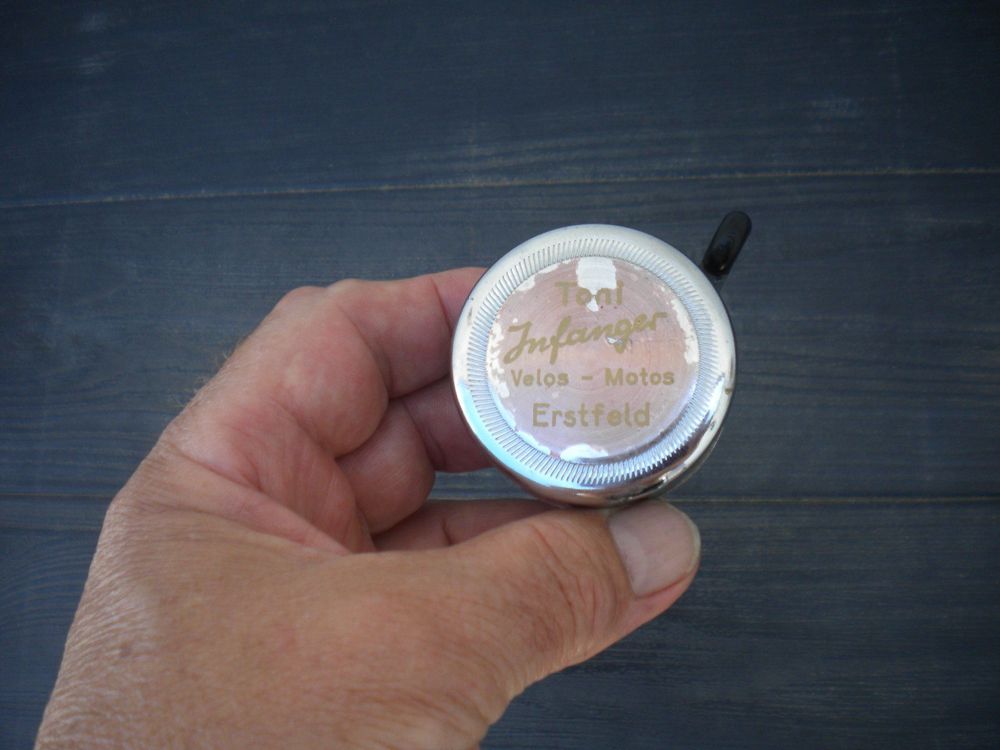 Toni
Infanger
Velos - Motos
Erstfeld